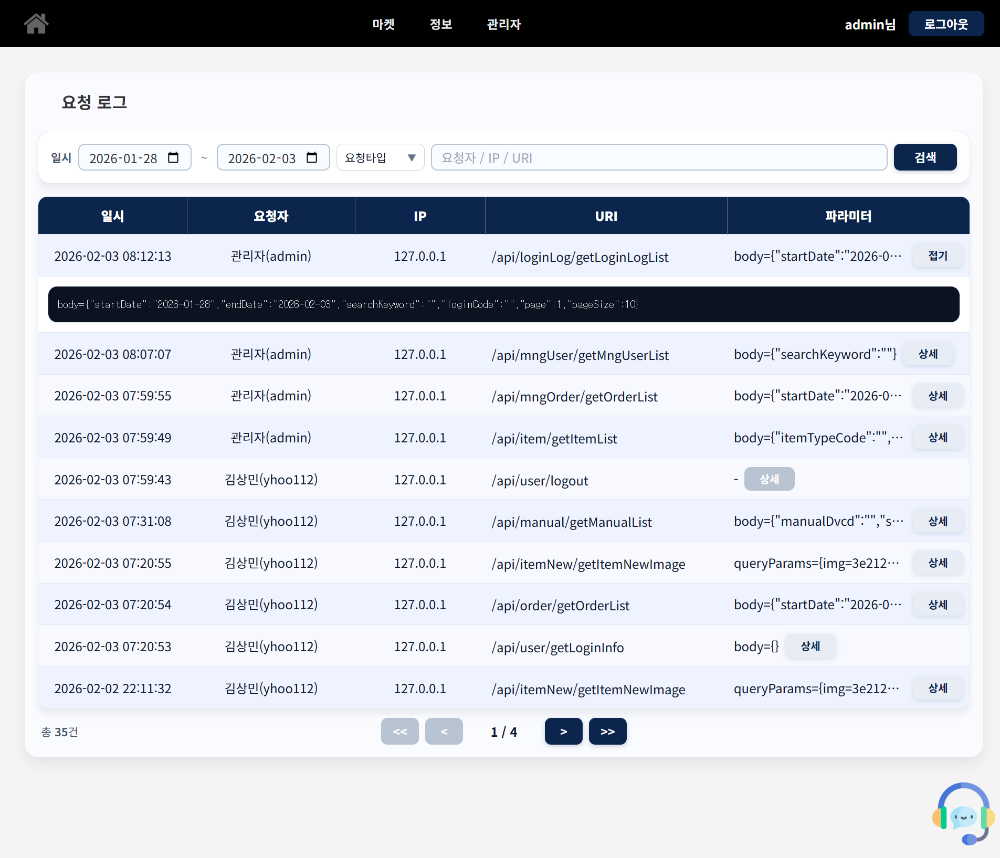 마켓 정보 관리자 admin님 로그아웃
요청 로그
일시 2026-01-28 ~ 2026-02-03 요청타입 ▼ 요청자 / IP / URI 검색
일시 요청자 IP URI 파라미터
2026-02-03 08:12:13 관리자(admin) 127.0.0.1 /api/loginLog/getLoginLogList body={"startDate":"2026-0⋯ 접기
body={"startDate":"2026-01-28","endDate":"2026-02-03","searchKeyword":"","loginCode":"","page":1,"pageSize":10}
2026-02-03 08:07:07 관리자(admin) 127.0.0.1 /api/mngUser/getMngUserList body={"searchKeyword":""} 상세
2026-02-03 07:59:55 관리자(admin) 127.0.0.1 /api/mngOrder/getOrderList body={"startDate":"2026-0⋯ 상세
2026-02-03 07:59:49 관리자(admin) 127.0.0.1 /api/item/getItemList body={"itemTypeCode":"",⋯ 상세
2026-02-03 07:59:43 김상민(yhoo112) 127.0.0.1 /api/user/logout - 상세
2026-02-03 07:31:08 김상민(yhoo112) 127.0.0.1 /api/manual/getManualList body={"manualDvcd":"","s⋯ 상세
2026-02-03 07:20:55 김상민(yhoo112) 127.0.0.1 /api/itemNew/getItemNewImage queryParams={img=3e212⋯ 상세
2026-02-03 07:20:54 김상민(yhoo112) 127.0.0.1 /api/order/getOrderList body={"startDate":"2026-0⋯ 상세
2026-02-03 07:20:53 김상민(yhoo112) 127.0.0.1 /api/user/getLoginInfo body={} 상세
2026-02-02 22:11:32 김상민(yhoo112) 127.0.0.1 /api/itemNew/getItemNewImage queryParams={img=3e212⋯ 상세
총 35건 << < 1 / 4 > >>